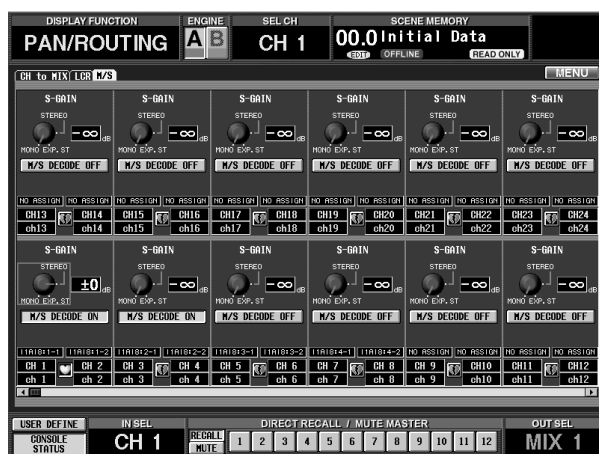 DISPLAY FUNCTION ENGINE SEL CH SCENE MEMORY
PAN/ROUTING A B CH 1 00.0 Initial Data
EDIT OFFLINE READ ONLY
CH to MIX LCR M/S MENU
S-GAIN S-GAIN S-GAIN S-GAIN S-GAIN S-GAIN
STEREO STEREO STEREO STEREO STEREO STEREO
-∞ dB -∞ dB -∞ dB -∞ dB -∞ dB -∞ dB
MONO EXP.ST MONO EXP.ST MONO EXP.ST MONO EXP.ST MONO EXP.ST MONO EXP.ST
M/S DECODE OFF M/S DECODE OFF M/S DECODE OFF M/S DECODE OFF M/S DECODE OFF M/S DECODE OFF
NO ASSIGN NO ASSIGN NO ASSIGN NO ASSIGN NO ASSIGN NO ASSIGN NO ASSIGN NO ASSIGN NO ASSIGN NO ASSIGN NO ASSIGN NO ASSIGN
CH13 CH14 CH15 CH16 CH17 CH18 CH19 CH20 CH21 CH22 CH23 CH24
ch13 ch14 ch15 ch16 ch17 ch18 ch19 ch20 ch21 ch22 ch23 ch24
S-GAIN S-GAIN S-GAIN S-GAIN S-GAIN S-GAIN
STEREO STEREO STEREO STEREO STEREO STEREO
±0 dB -∞ dB -∞ dB -∞ dB -∞ dB -∞ dB
MONO EXP.ST MONO EXP.ST MONO EXP.ST MONO EXP.ST MONO EXP.ST MONO EXP.ST
M/S DECODE ON M/S DECODE ON M/S DECODE OFF M/S DECODE OFF M/S DECODE OFF M/S DECODE OFF
NO ASSIGN NO ASSIGN NO ASSIGN NO ASSIGN
CH 1 CH 2 CH 3 CH 4 CH 5 CH 6 CH 7 CH 8 CH 9 CH10 CH11 CH12
ch 1 ch 2 ch 3 ch 4 ch 5 ch 6 ch 7 ch 8 ch 9 ch10 ch11 ch12
USER DEFINE IN SEL DIRECT RECALL / MUTE MASTER OUT SEL
CONSOLE STATUS CH 1 RECALL MUTE 1 2 3 4 5 6 7 8 9 10 11 12 MIX 1